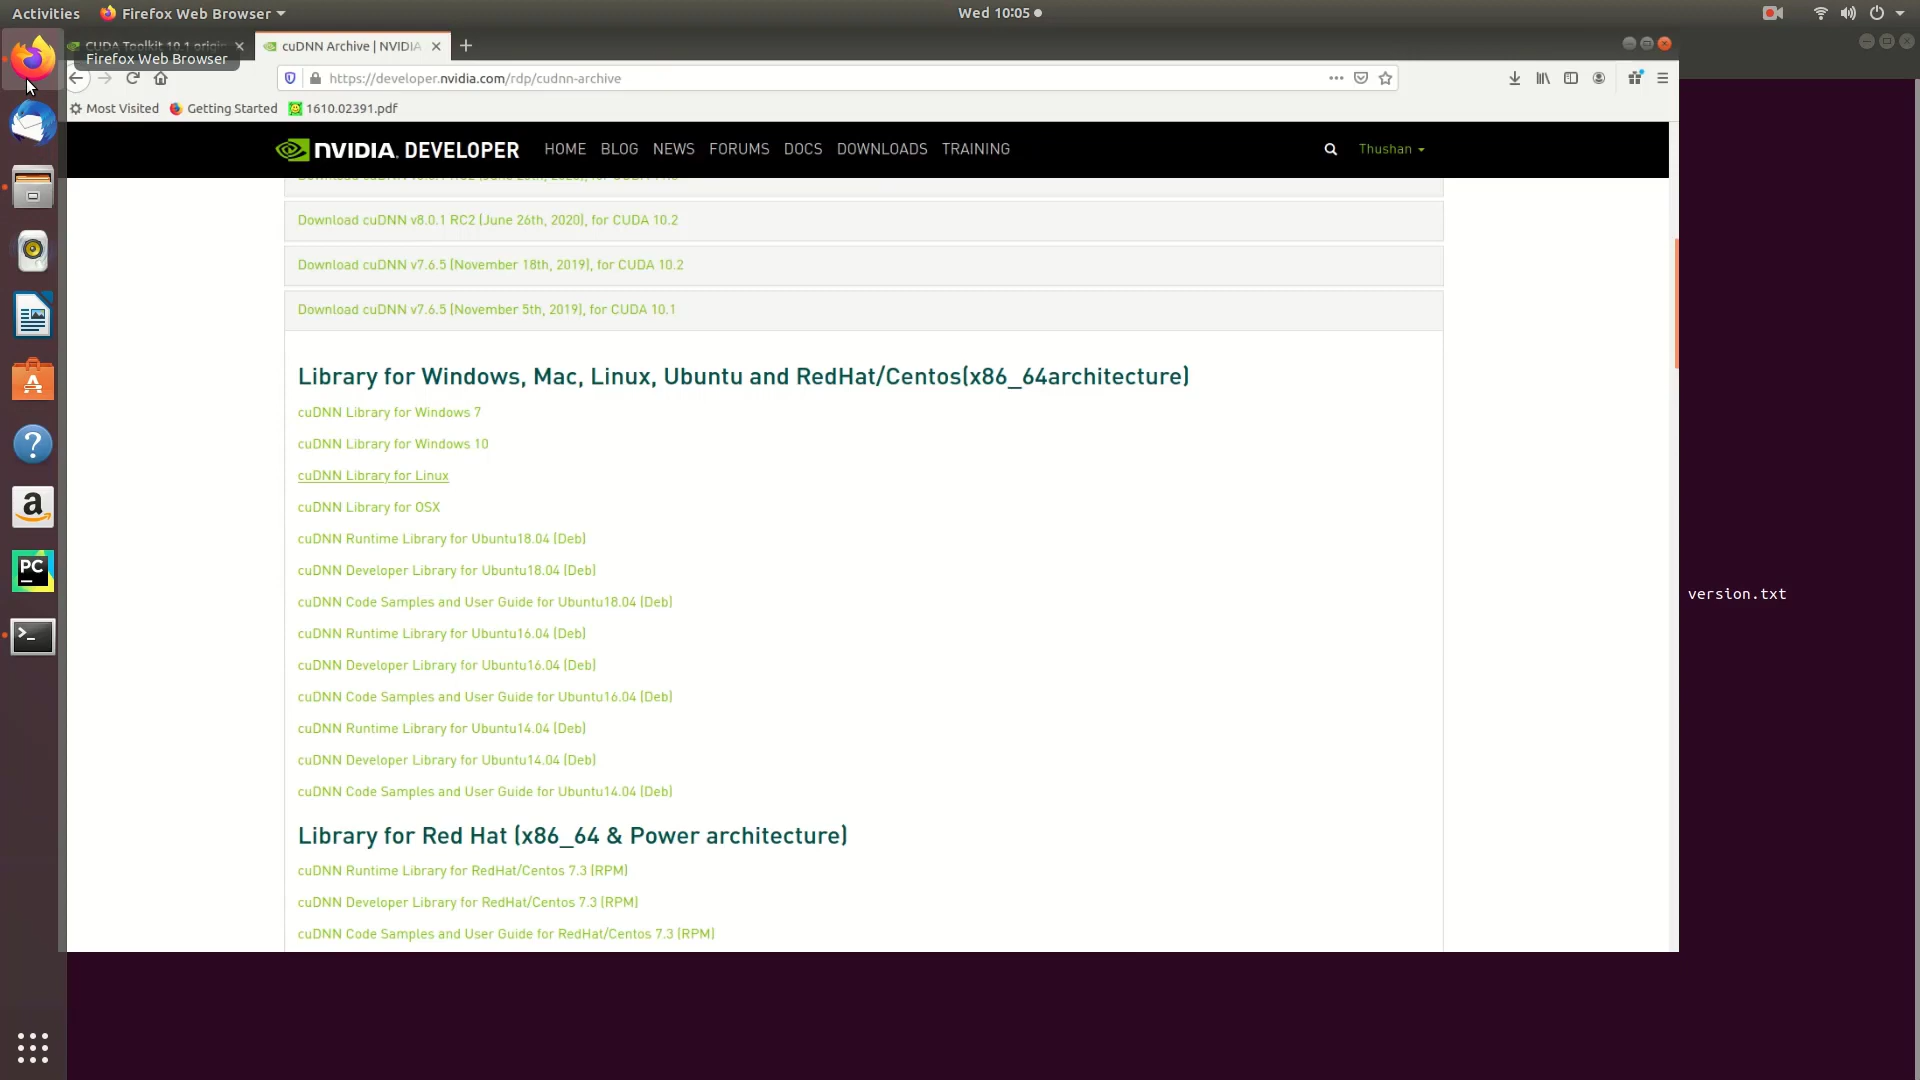 Activities
Firefox Web Browser
Wed 10:05
CUDA Toolkit 10.1 origin
cuDNN Archive | NVIDIA
Firefox Web Browser
https://developer.nvidia.com/rdp/cudnn-archive
Most Visited
Getting Started
1610.02391.pdf
NVIDIA DEVELOPER
HOME
BLOG
NEWS
FORUMS
DOCS
DOWNLOADS
TRAINING
Thushan
Download cuDNN v8.0.1 RC2 (June 26th, 2020), for CUDA 10.2
Download cuDNN v7.6.5 (November 18th, 2019), for CUDA 10.2
Download cuDNN v7.6.5 (November 5th, 2019), for CUDA 10.1
Library for Windows, Mac, Linux, Ubuntu and RedHat/Centos(x86_64architecture)
cuDNN Library for Windows 7
cuDNN Library for Windows 10
cuDNN Library for Linux
cuDNN Library for OSX
cuDNN Runtime Library for Ubuntu18.04 (Deb)
cuDNN Developer Library for Ubuntu18.04 (Deb)
cuDNN Code Samples and User Guide for Ubuntu18.04 (Deb)
cuDNN Runtime Library for Ubuntu16.04 (Deb)
cuDNN Developer Library for Ubuntu16.04 (Deb)
cuDNN Code Samples and User Guide for Ubuntu16.04 (Deb)
cuDNN Runtime Library for Ubuntu14.04 (Deb)
cuDNN Developer Library for Ubuntu14.04 (Deb)
cuDNN Code Samples and User Guide for Ubuntu14.04 (Deb)
Library for Red Hat (x86_64 & Power architecture)
cuDNN Runtime Library for RedHat/Centos 7.3 (RPM)
cuDNN Developer Library for RedHat/Centos 7.3 (RPM)
cuDNN Code Samples and User Guide for RedHat/Centos 7.3 (RPM)
version.txt
a
PC